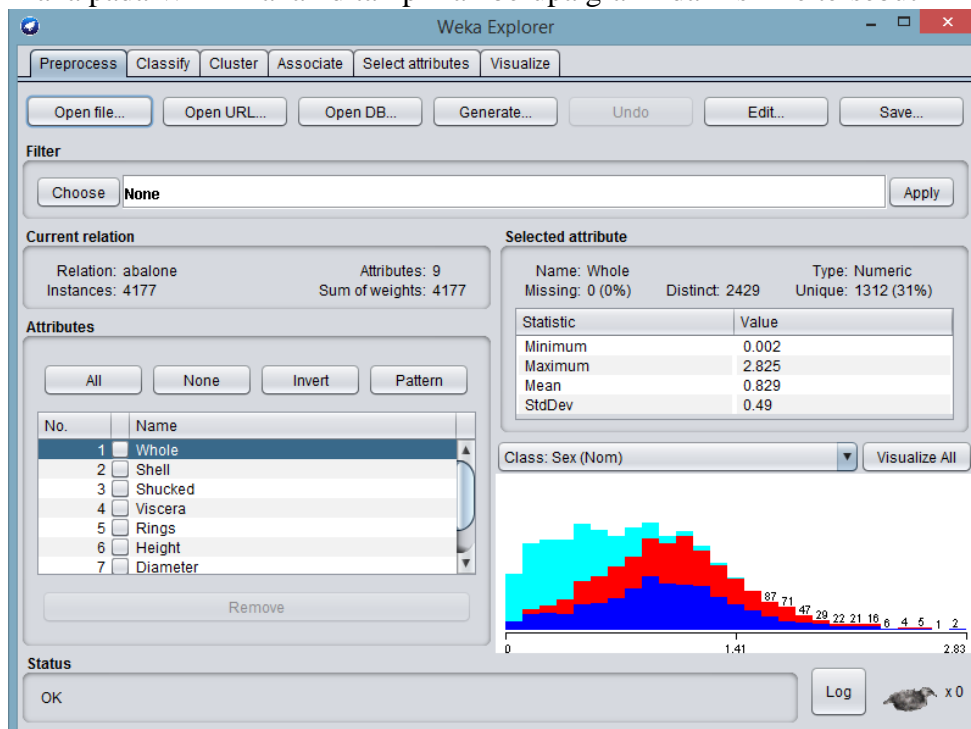 Weka Explorer
Preprocess Classify Cluster Associate Select attributes Visualize
Open file... Open URL... Open DB... Generate... Undo Edit... Save...
Filter
Choose None Apply
Current relation
Relation: abalone Attributes: 9
Instances: 4177 Sum of weights: 4177
Selected attribute
Name: Whole Type: Numeric
Missing: 0 (0%) Distinct: 2429 Unique: 1312 (31%)
Statistic Value
Minimum 0.002
Maximum 2.825
Mean 0.829
StdDev 0.49
Attributes
All None Invert Pattern
No. Name
1 Whole
2 Shell
3 Shucked
4 Viscera
5 Rings
6 Height
7 Diameter
Remove
Class: Sex (Nom) Visualize All
87 71 47 29 22 21 16 6 4 5 1 2
0 1.41 2.83
Status
OK Log x 0